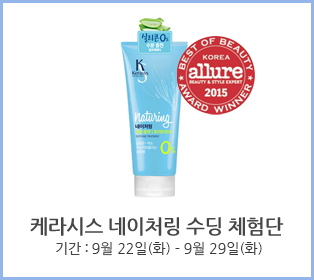 실리콘 0%
Kerasys
Naturing
네이처링
0%
BEST OF BEAUTY
KOREA
allure
BEAUTY & STYLE EXPERT
2015
AWARD WINNER
케라시스 네이처링 수딩 체험단
기간 : 9월 22일(화) - 9월 29일(화)